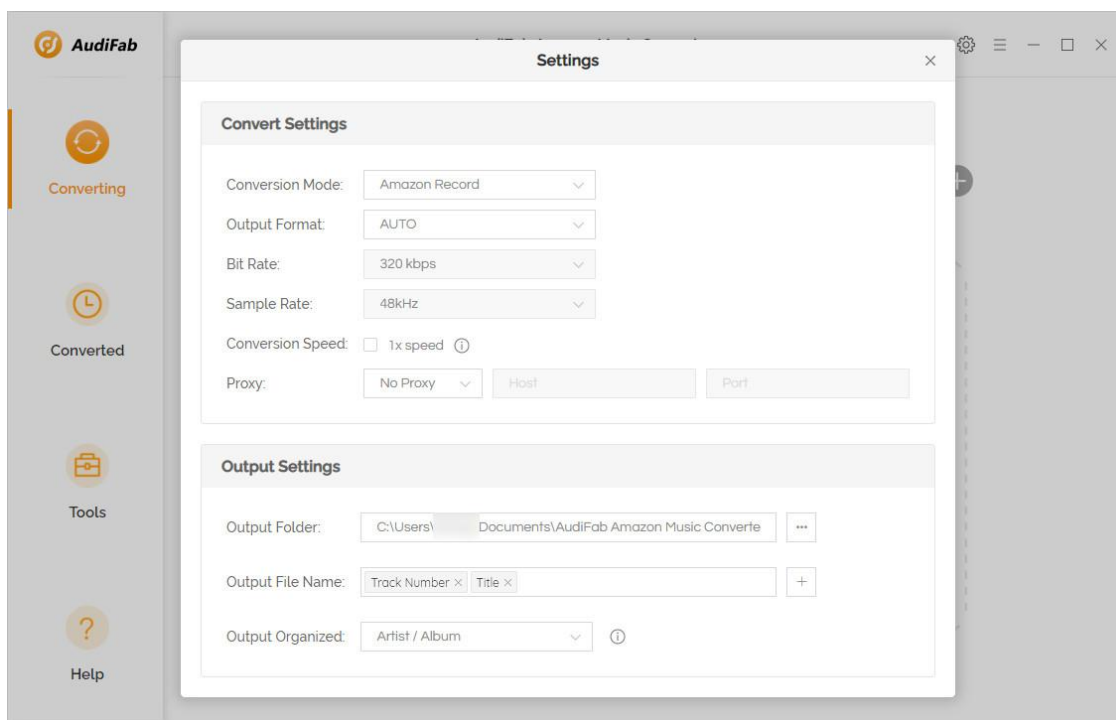 AudiFab
Settings
Converting
Converted
Tools
Help
Convert Settings
Conversion Mode: Amazon Record
Output Format: AUTO
Bit Rate: 320 kbps
Sample Rate: 48kHz
Conversion Speed: 1x speed
Proxy: No Proxy Host Port
Output Settings
Output Folder: C:\Users\ Documents\AudiFab Amazon Music Converte
Output File Name: Track Number × Title ×
Output Organized: Artist / Album